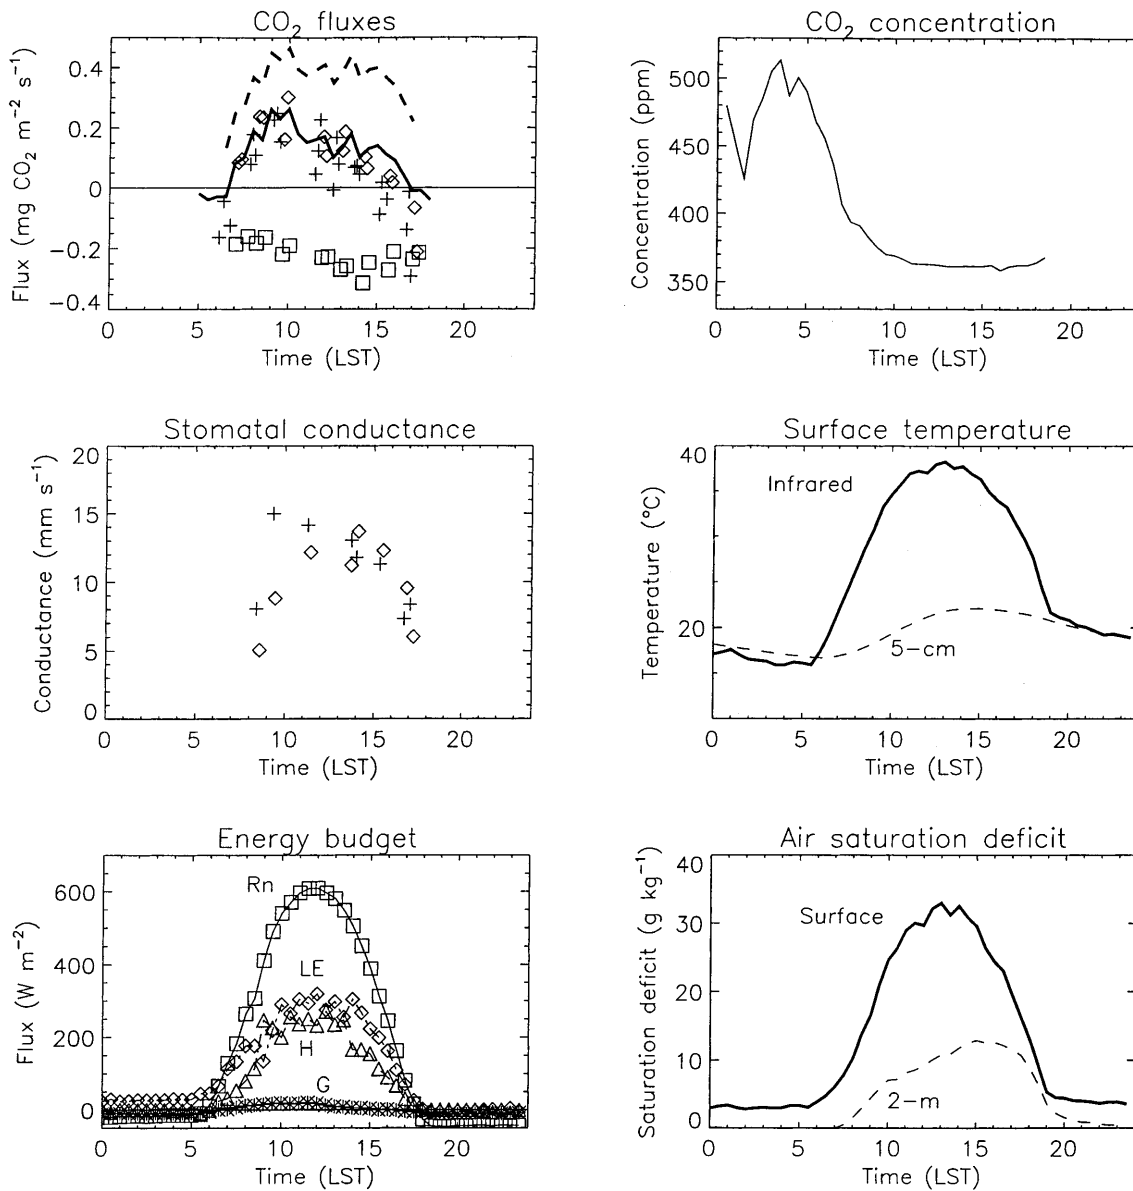 CO2 fluxes
Flux (mg CO2 m−2 s−1)
0.4
0.2
0
−0.2
−0.4
0 5 10 15 20
Time (LST)
CO2 concentration
Concentration (ppm)
500
450
400
350
0 5 10 15 20
Time (LST)
Stomatal conductance
Conductance (mm s−1)
20
15
10
5
0
0 5 10 15 20
Time (LST)
Surface temperature
Temperature (°C)
40
20
Infrared
5−cm
0 5 10 15 20
Time (LST)
Energy budget
Flux (W m−2)
600
400
200
0
Rn
LE
H
G
0 5 10 15 20
Time (LST)
Air saturation deficit
Saturation deficit (g kg−1)
40
30
20
10
0
Surface
2−m
0 5 10 15 20
Time (LST)